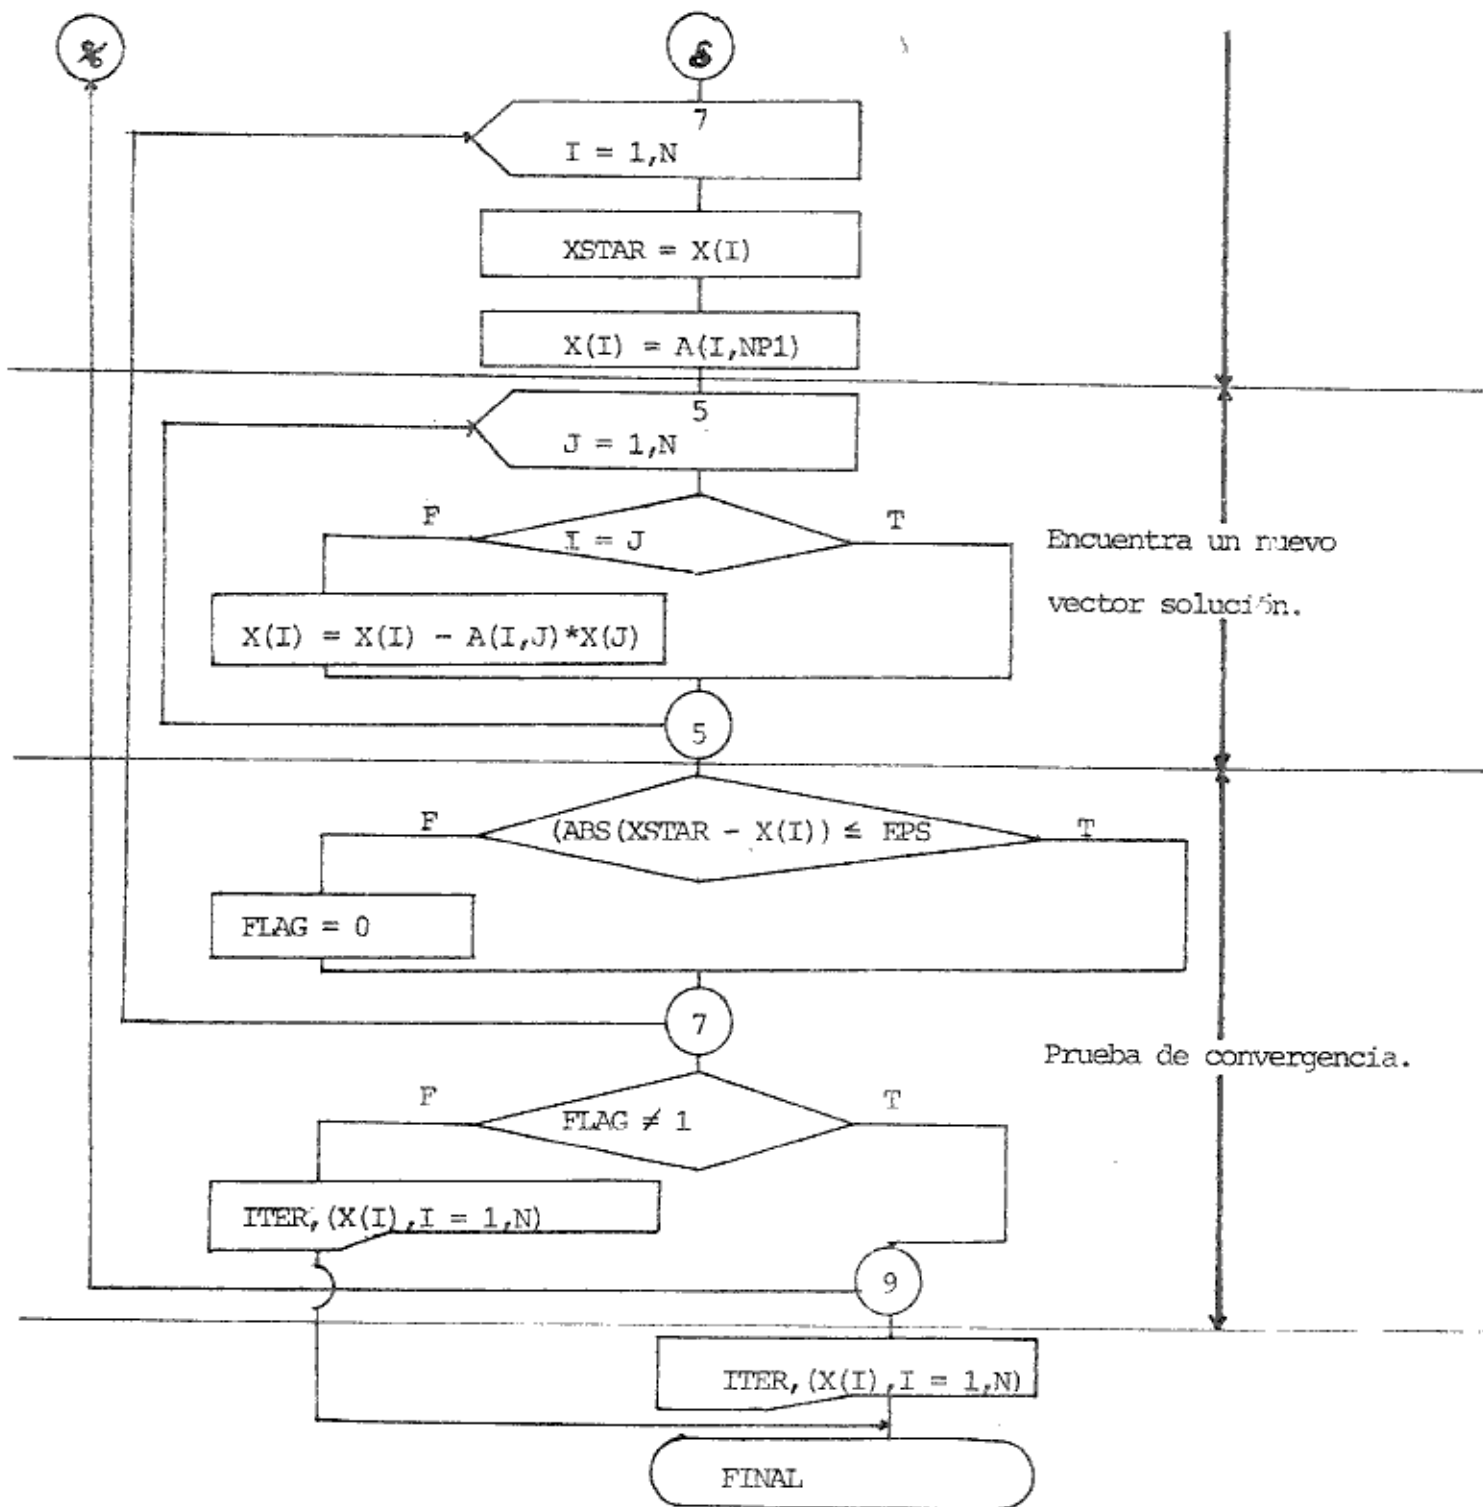 7
I = 1,N
XSTAR = X(I)
X(I) = A(I,NP1)
5
J = 1,N
F
I = J
T
X(I) = X(I) - A(I,J)*X(J)
5
Encuentra un nuevo
vector solución.
F
(ABS(XSTAR - X(I)) ≤ EPS
T
FLAG = 0
7
Prueba de convergencia.
F
FLAG ≠ 1
T
ITER,(X(I),I = 1,N)
9
ITER,(X(I),I = 1,N)
FINAL